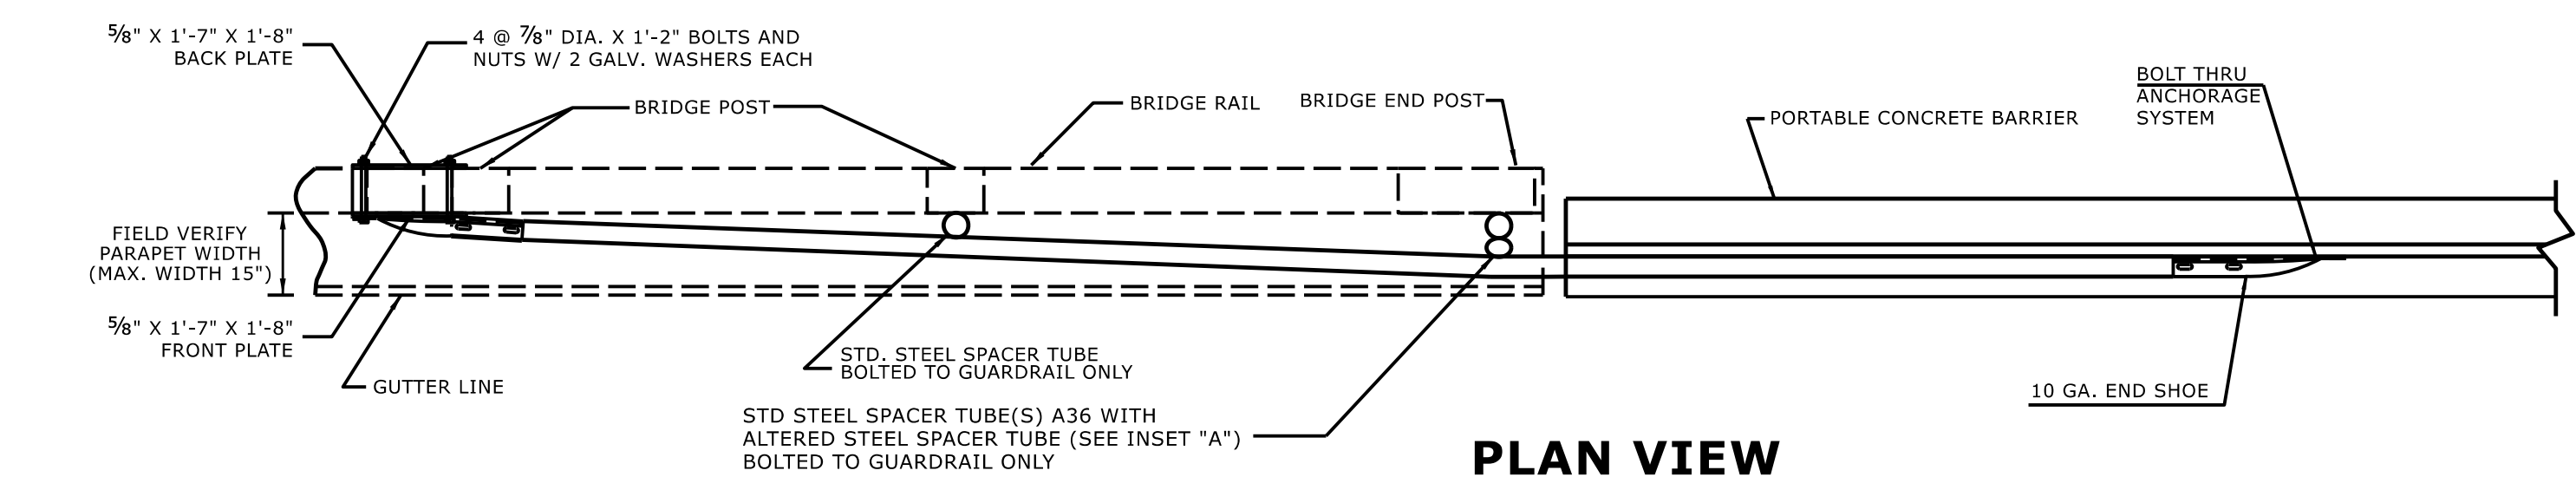 ⅝" X 1'-7" X 1'-8"
BACK PLATE
4 @ ⅞" DIA. X 1'-2" BOLTS AND
NUTS W/ 2 GALV. WASHERS EACH
BRIDGE POST
BRIDGE RAIL
BRIDGE END POST
PORTABLE CONCRETE BARRIER
BOLT THRU
ANCHORAGE
SYSTEM
FIELD VERIFY
PARAPET WIDTH
(MAX. WIDTH 15")
⅝" X 1'-7" X 1'-8"
FRONT PLATE
GUTTER LINE
STD. STEEL SPACER TUBE
BOLTED TO GUARDRAIL ONLY
STD STEEL SPACER TUBE(S) A36 WITH
ALTERED STEEL SPACER TUBE (SEE INSET "A")
BOLTED TO GUARDRAIL ONLY
10 GA. END SHOE
PLAN VIEW